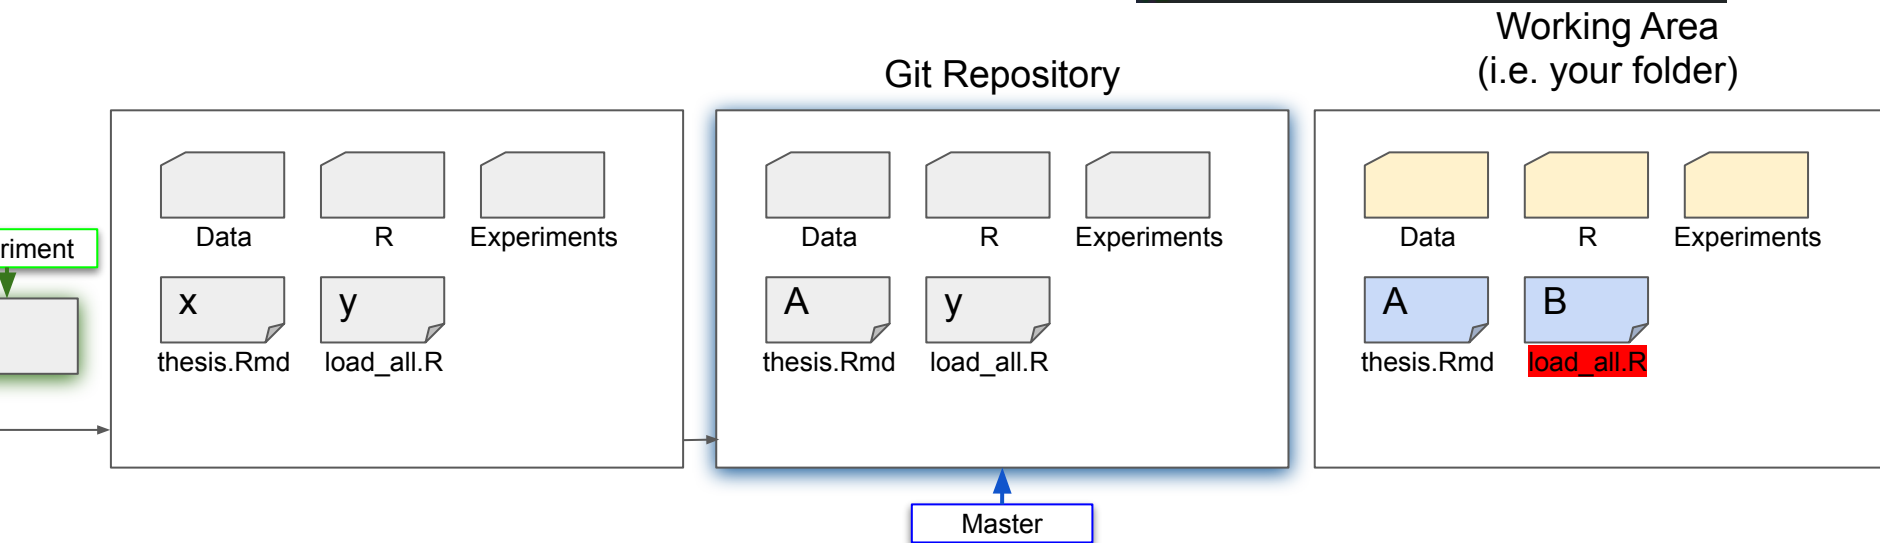 Working Area
(i.e. your folder)
Git Repository
Data R Experiments
Data R Experiments
Data R Experiments
riment
x y
A y
A B
thesis.Rmd load_all.R
thesis.Rmd load_all.R
thesis.Rmd load_all.R
Master